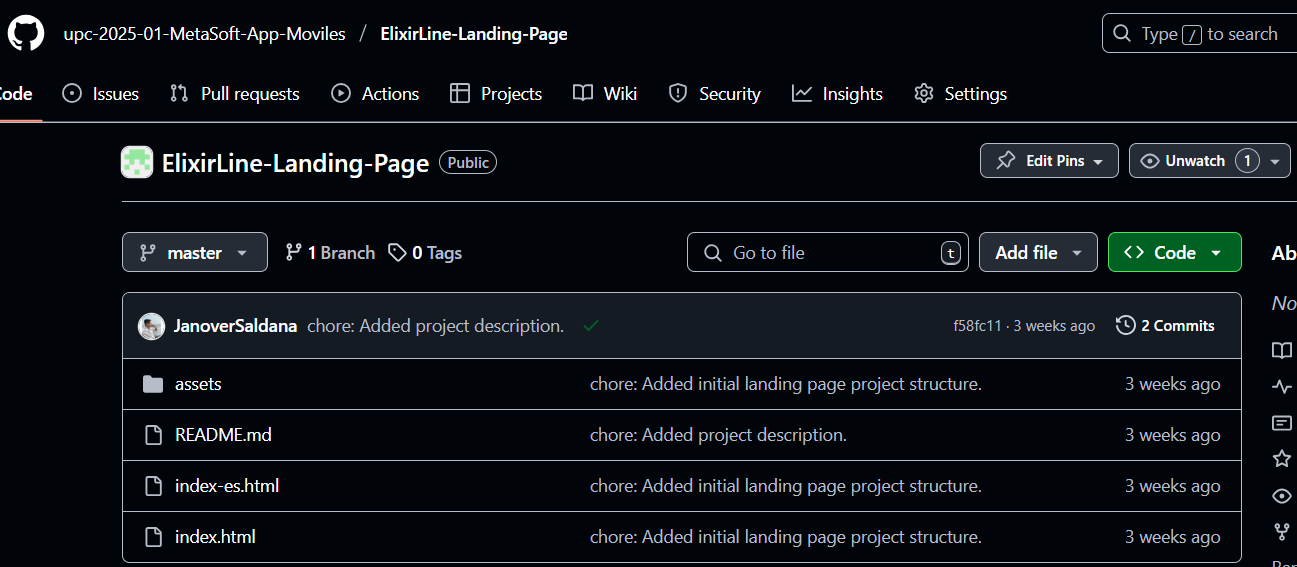 upc-2025-01-MetaSoft-App-Moviles / ElixirLine-Landing-Page Type / to search
Code Issues Pull requests Actions Projects Wiki Security Insights Settings
ElixirLine-Landing-Page Public Edit Pins Unwatch 1
master 1 Branch 0 Tags Go to file t Add file <> Code Ab
JanoverSaldana chore: Added project description. f58fc11 · 3 weeks ago 2 Commits
No
assets chore: Added initial landing page project structure. 3 weeks ago
README.md chore: Added project description. 3 weeks ago
index-es.html chore: Added initial landing page project structure. 3 weeks ago
index.html chore: Added initial landing page project structure. 3 weeks ago